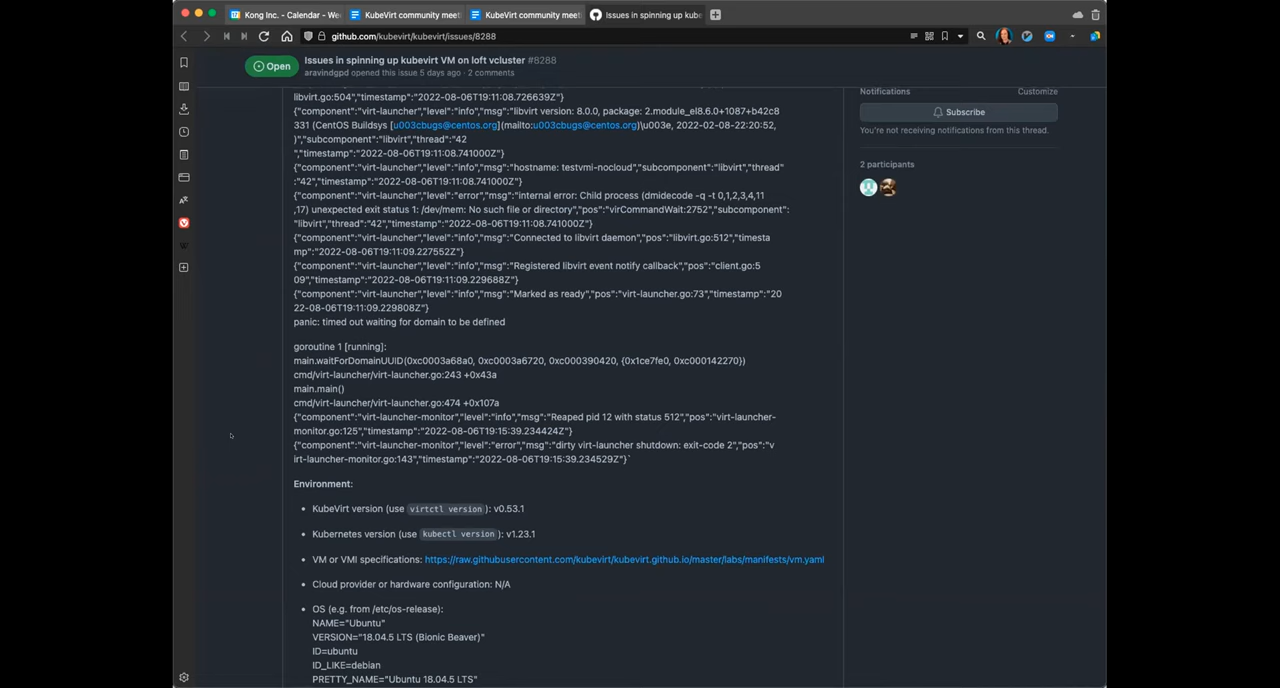 Kong Inc. - Calendar - We
KubeVirt community meet
KubeVirt community meet
Issues in spinning up kube
github.com/kubevirt/kubevirt/issues/8288
Open
Issues in spinning up kubevirt VM on loft vcluster #8288
aravindgpd opened this issue 5 days ago · 2 comments
libvirt.go:504","timestamp":"2022-08-06T19:11:08.726639Z"}
{"component":"virt-launcher","level":"info","msg":"libvirt version: 8.0.0, package: 2.module_el8.6.0+1087+b42c8
331 (CentOS Buildsys [u003cbugs@centos.org](mailto:u003cbugs@centos.org)\u003e, 2022-02-08-22:20:52,
)","subcomponent":"libvirt","thread":"42
","timestamp":"2022-08-06T19:11:08.741000Z"}
{"component":"virt-launcher","level":"info","msg":"hostname: testvmi-nocloud","subcomponent":"libvirt","thread"
:"42","timestamp":"2022-08-06T19:11:08.741000Z"}
{"component":"virt-launcher","level":"error","msg":"internal error: Child process (dmidecode -q -t 0,1,2,3,4,11
,17) unexpected exit status 1: /dev/mem: No such file or directory","pos":"virCommandWait:2752","subcomponent":
"libvirt","thread":"42","timestamp":"2022-08-06T19:11:08.741000Z"}
{"component":"virt-launcher","level":"info","msg":"Connected to libvirt daemon","pos":"libvirt.go:512","timesta
mp":"2022-08-06T19:11:09.227552Z"}
{"component":"virt-launcher","level":"info","msg":"Registered libvirt event notify callback","pos":"client.go:5
09","timestamp":"2022-08-06T19:11:09.229688Z"}
{"component":"virt-launcher","level":"info","msg":"Marked as ready","pos":"virt-launcher.go:73","timestamp":"20
22-08-06T19:11:09.229808Z"}
panic: timed out waiting for domain to be defined
goroutine 1 [running]:
main.waitForDomainUUID(0xc0003a68a0, 0xc0003a6720, 0xc000390420, {0x1ce7fe0, 0xc000142270})
cmd/virt-launcher/virt-launcher.go:243 +0x43a
main.main()
cmd/virt-launcher/virt-launcher.go:474 +0x107a
{"component":"virt-launcher-monitor","level":"info","msg":"Reaped pid 12 with status 512","pos":"virt-launcher-
monitor.go:125","timestamp":"2022-08-06T19:15:39.234424Z"}
{"component":"virt-launcher-monitor","level":"error","msg":"dirty virt-launcher shutdown: exit-code 2","pos":"v
irt-launcher-monitor.go:143","timestamp":"2022-08-06T19:15:39.234529Z"}`
Environment:
• KubeVirt version (use virtctl version): v0.53.1
• Kubernetes version (use kubectl version): v1.23.1
• VM or VMI specifications: https://raw.githubusercontent.com/kubevirt/kubevirt.github.io/master/labs/manifests/vm.yaml
• Cloud provider or hardware configuration: N/A
• OS (e.g. from /etc/os-release):
NAME="Ubuntu"
VERSION="18.04.5 LTS (Bionic Beaver)"
ID=ubuntu
ID_LIKE=debian
PRETTY_NAME="Ubuntu 18.04.5 LTS"
Notifications
Customize
Subscribe
You're not receiving notifications from this thread.
2 participants